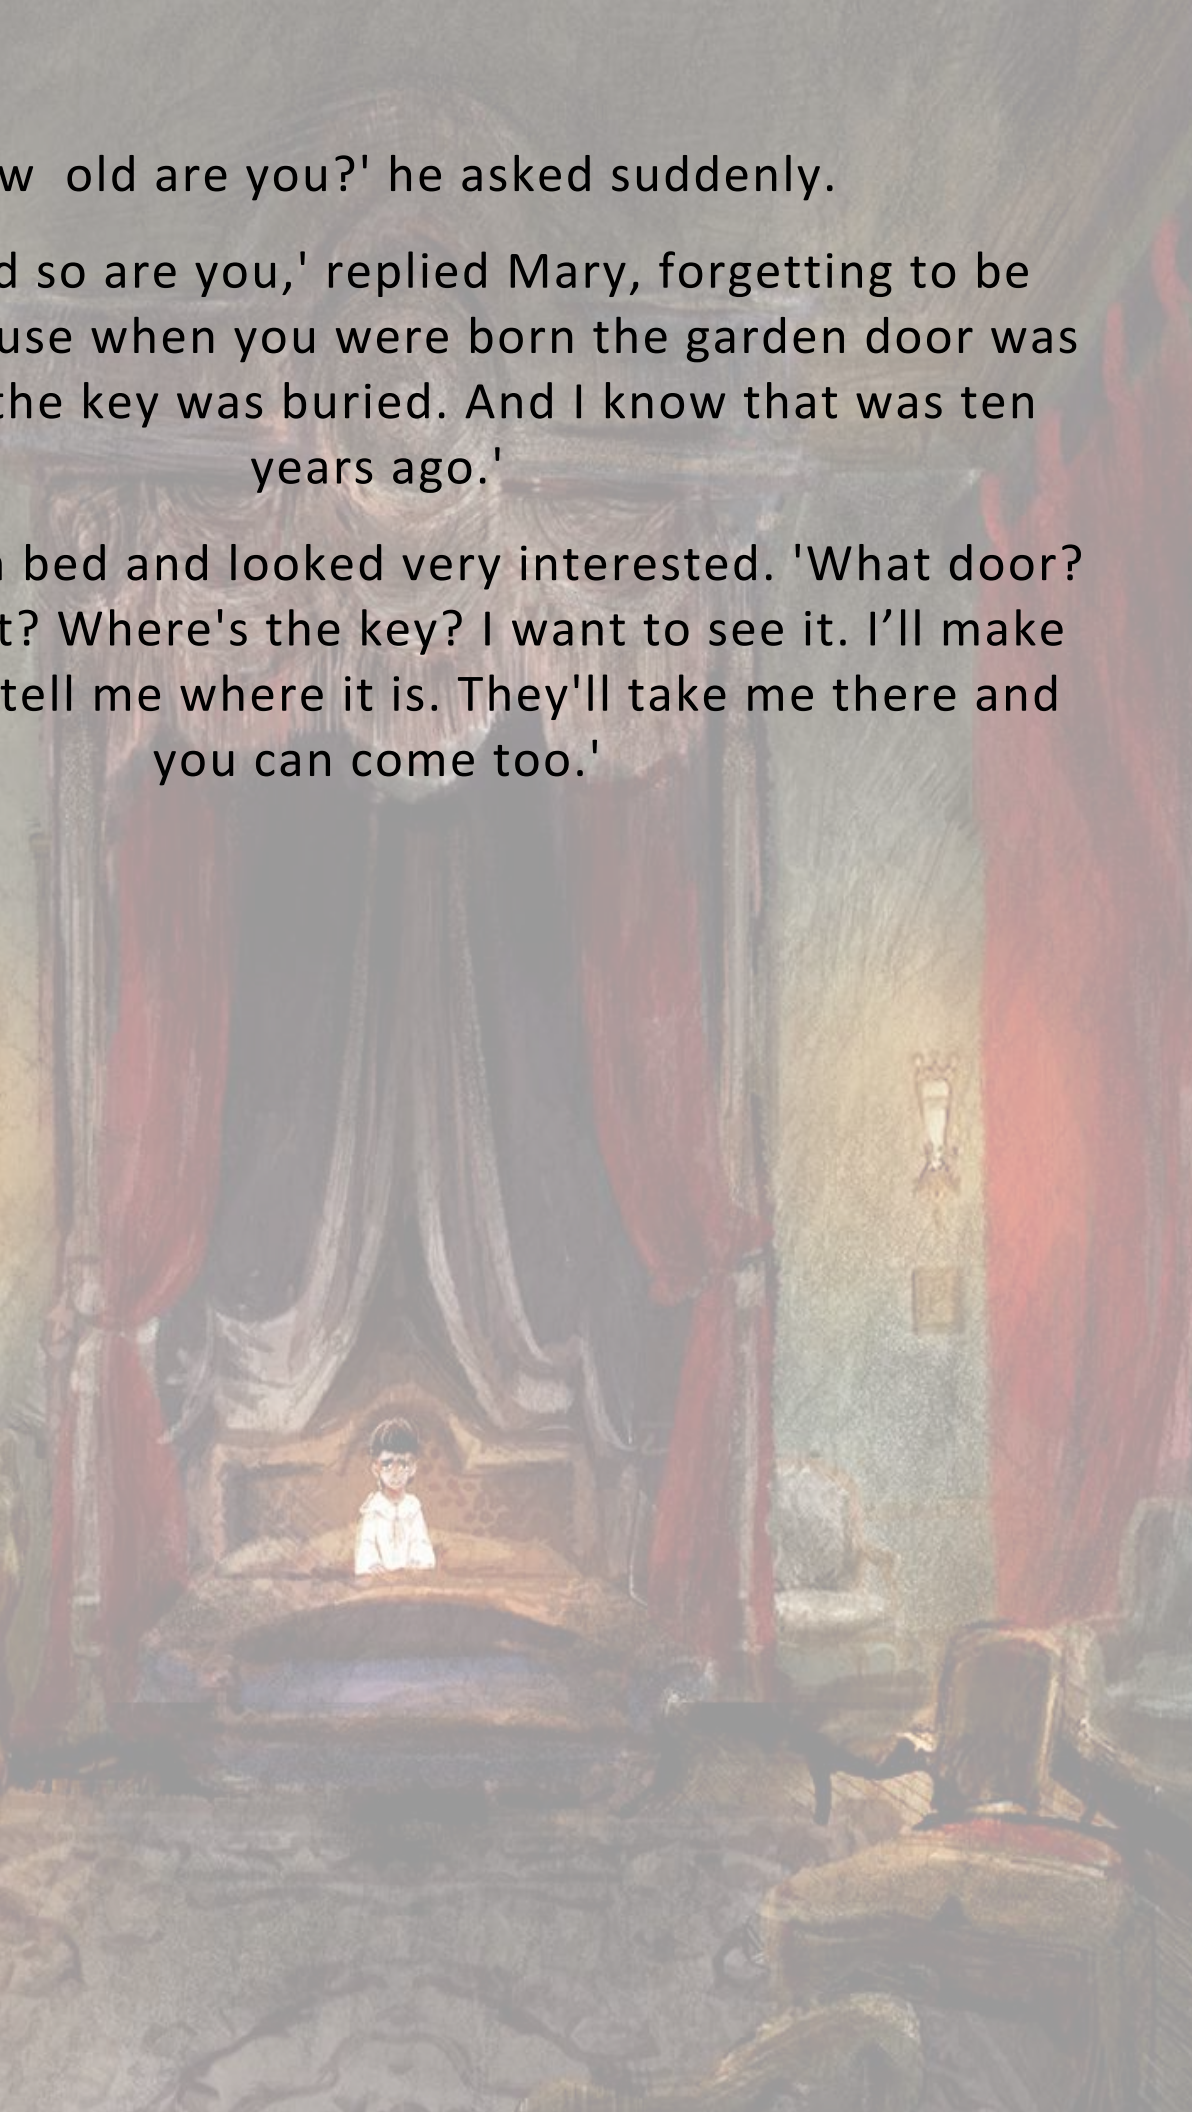 w old are you?' he asked suddenly.
d so are you,' replied Mary, forgetting to be
use when you were born the garden door was
the key was buried. And I know that was ten
years ago.'
bed and looked very interested. 'What door?
t? Where's the key? I want to see it. I’ll make
tell me where it is. They'll take me there and
you can come too.'